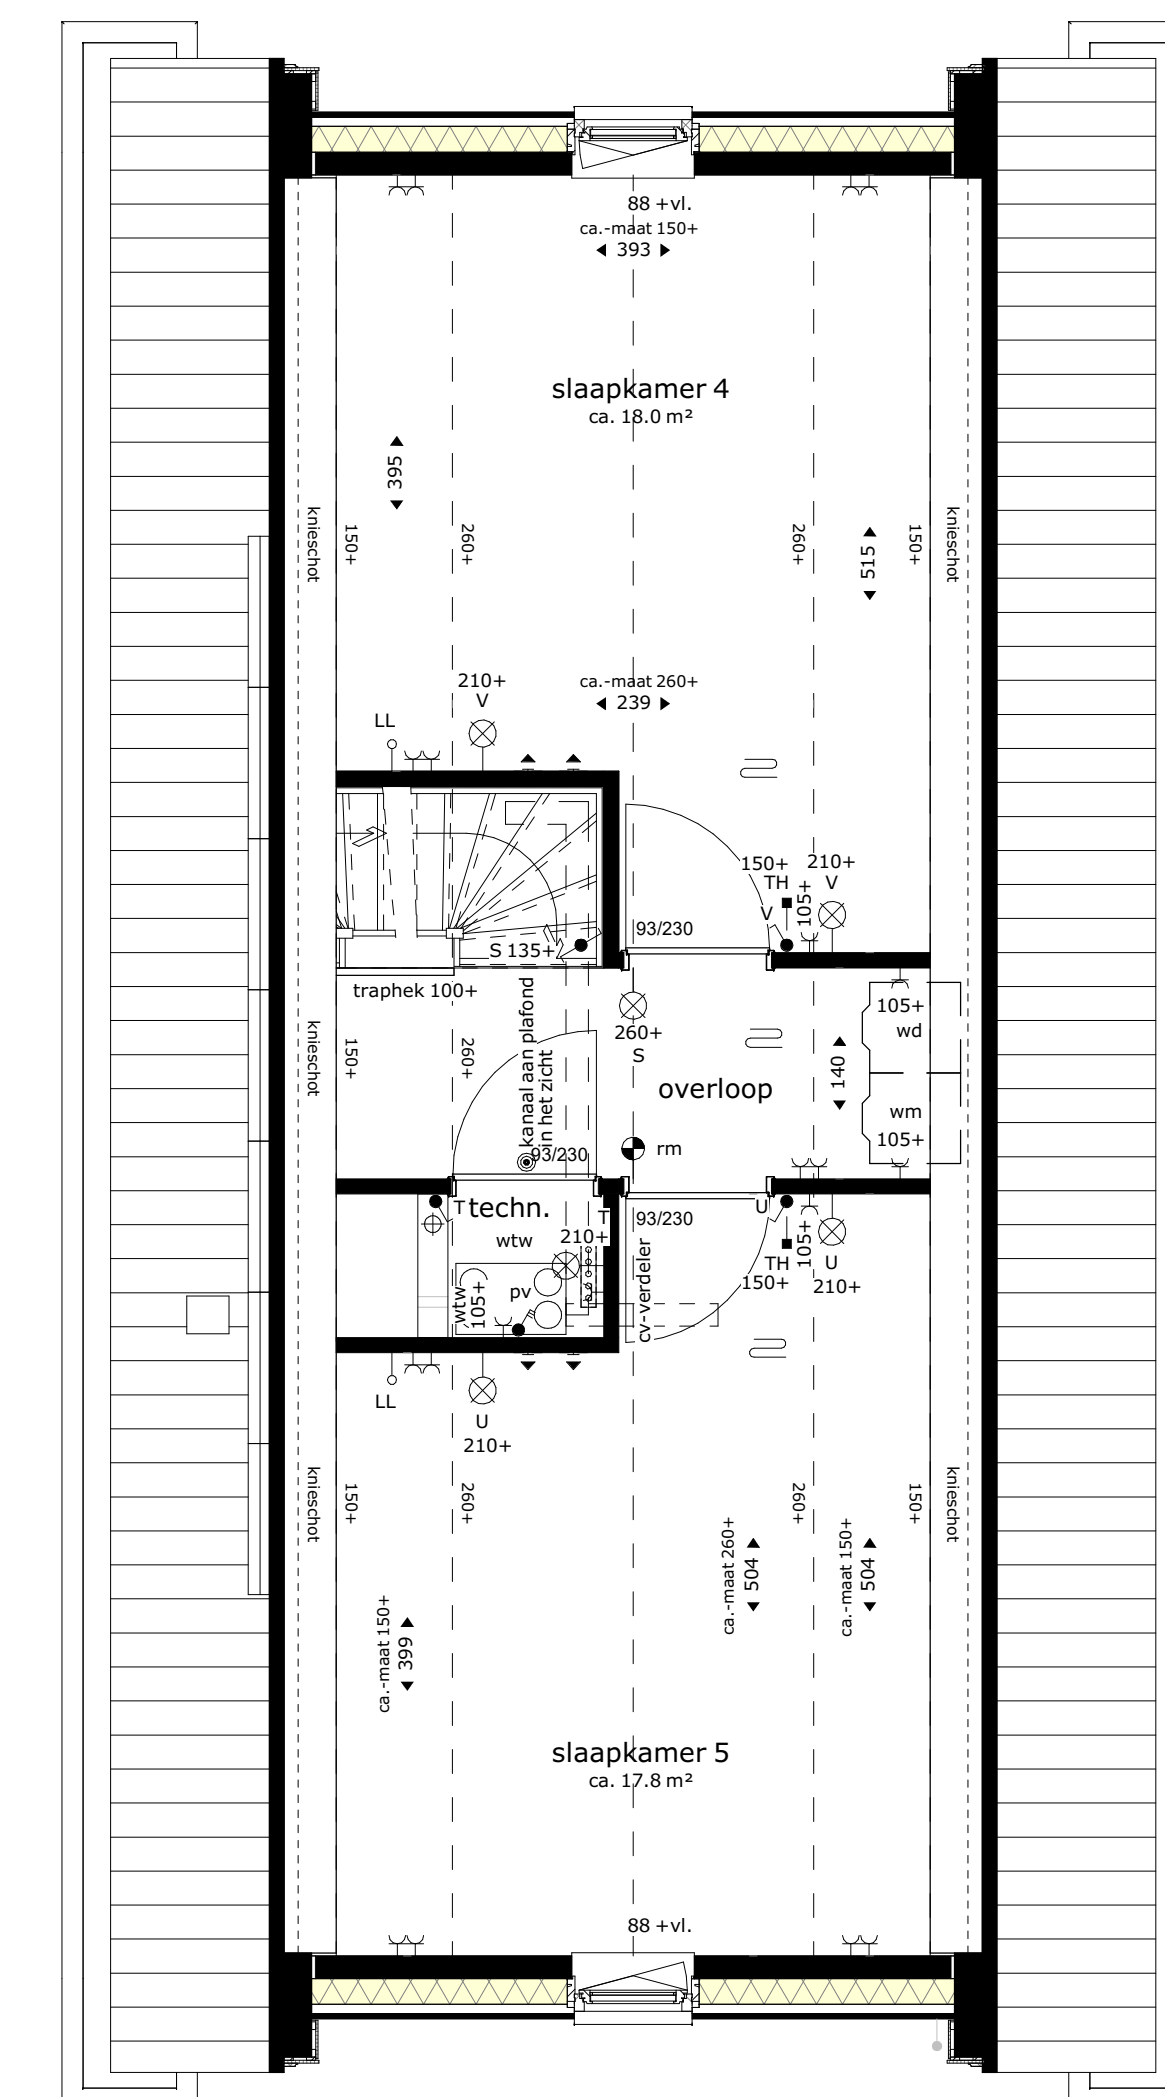 88 +vl.
ca.-maat 150+
393
slaapkamer 4
ca. 18.0 m²
395
knieschot
150+
260+
260+
515
150+
knieschot
ca.-maat 260+
239
210+
V
LL
150+
TH
V
105+
210+
V
93/230
S 135+
traphek 100+
kanaal aan plafond
in het zicht
260+
S
105+
wd
knieschot
150+
260+
140
overloop
wm
105+
rm
93/230
T
techn.
wtw
T
210+
93/230
cv-verdeler
U
105+
TH
150+
U
210+
wtw
105+
pv
LL
U
210+
knieschot
150+
260+
260+
150+
knieschot
ca.-maat 260+
504
ca.-maat 150+
504
ca.-maat 150+
399
slaapkamer 5
ca. 17.8 m²
88 +vl.